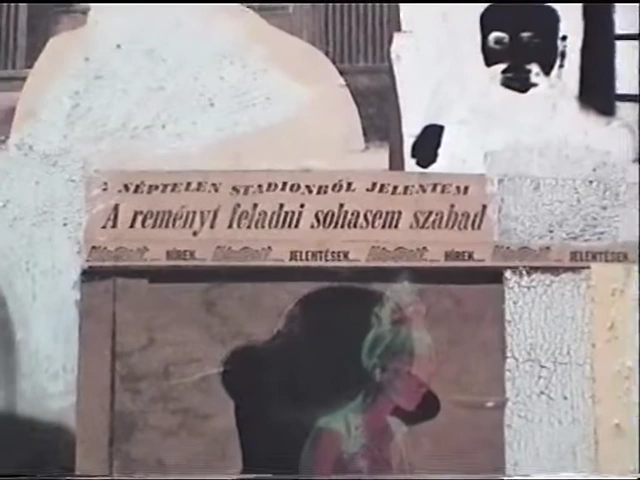 A NÉPTELEN STADIONBÓL JELENTEM
A reményt feladni sohasem szabad
HÍREK... JELENTÉSEK... HÍREK... JELENTÉSEK...